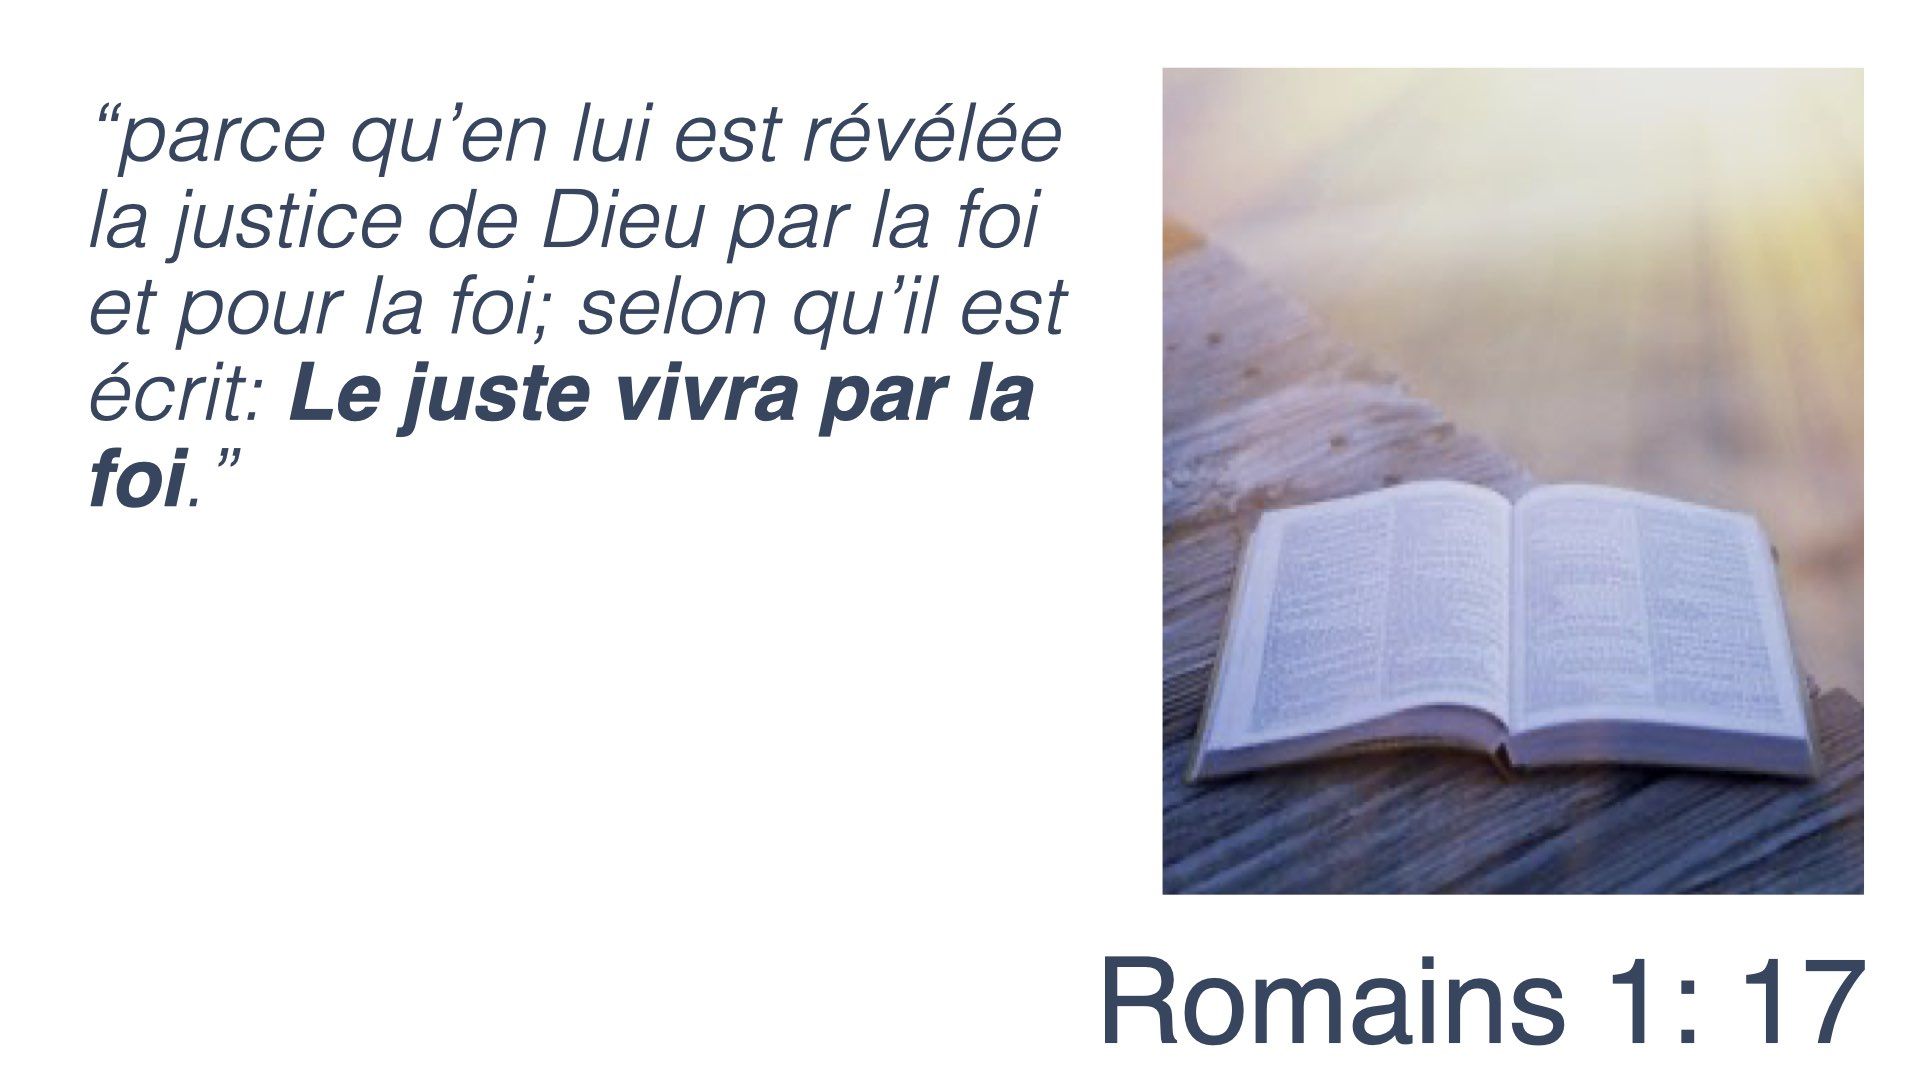 “parce qu’en lui est révélée
la justice de Dieu par la foi
et pour la foi; selon qu’il est
écrit: Le juste vivra par la
foi.”
Romains 1: 17